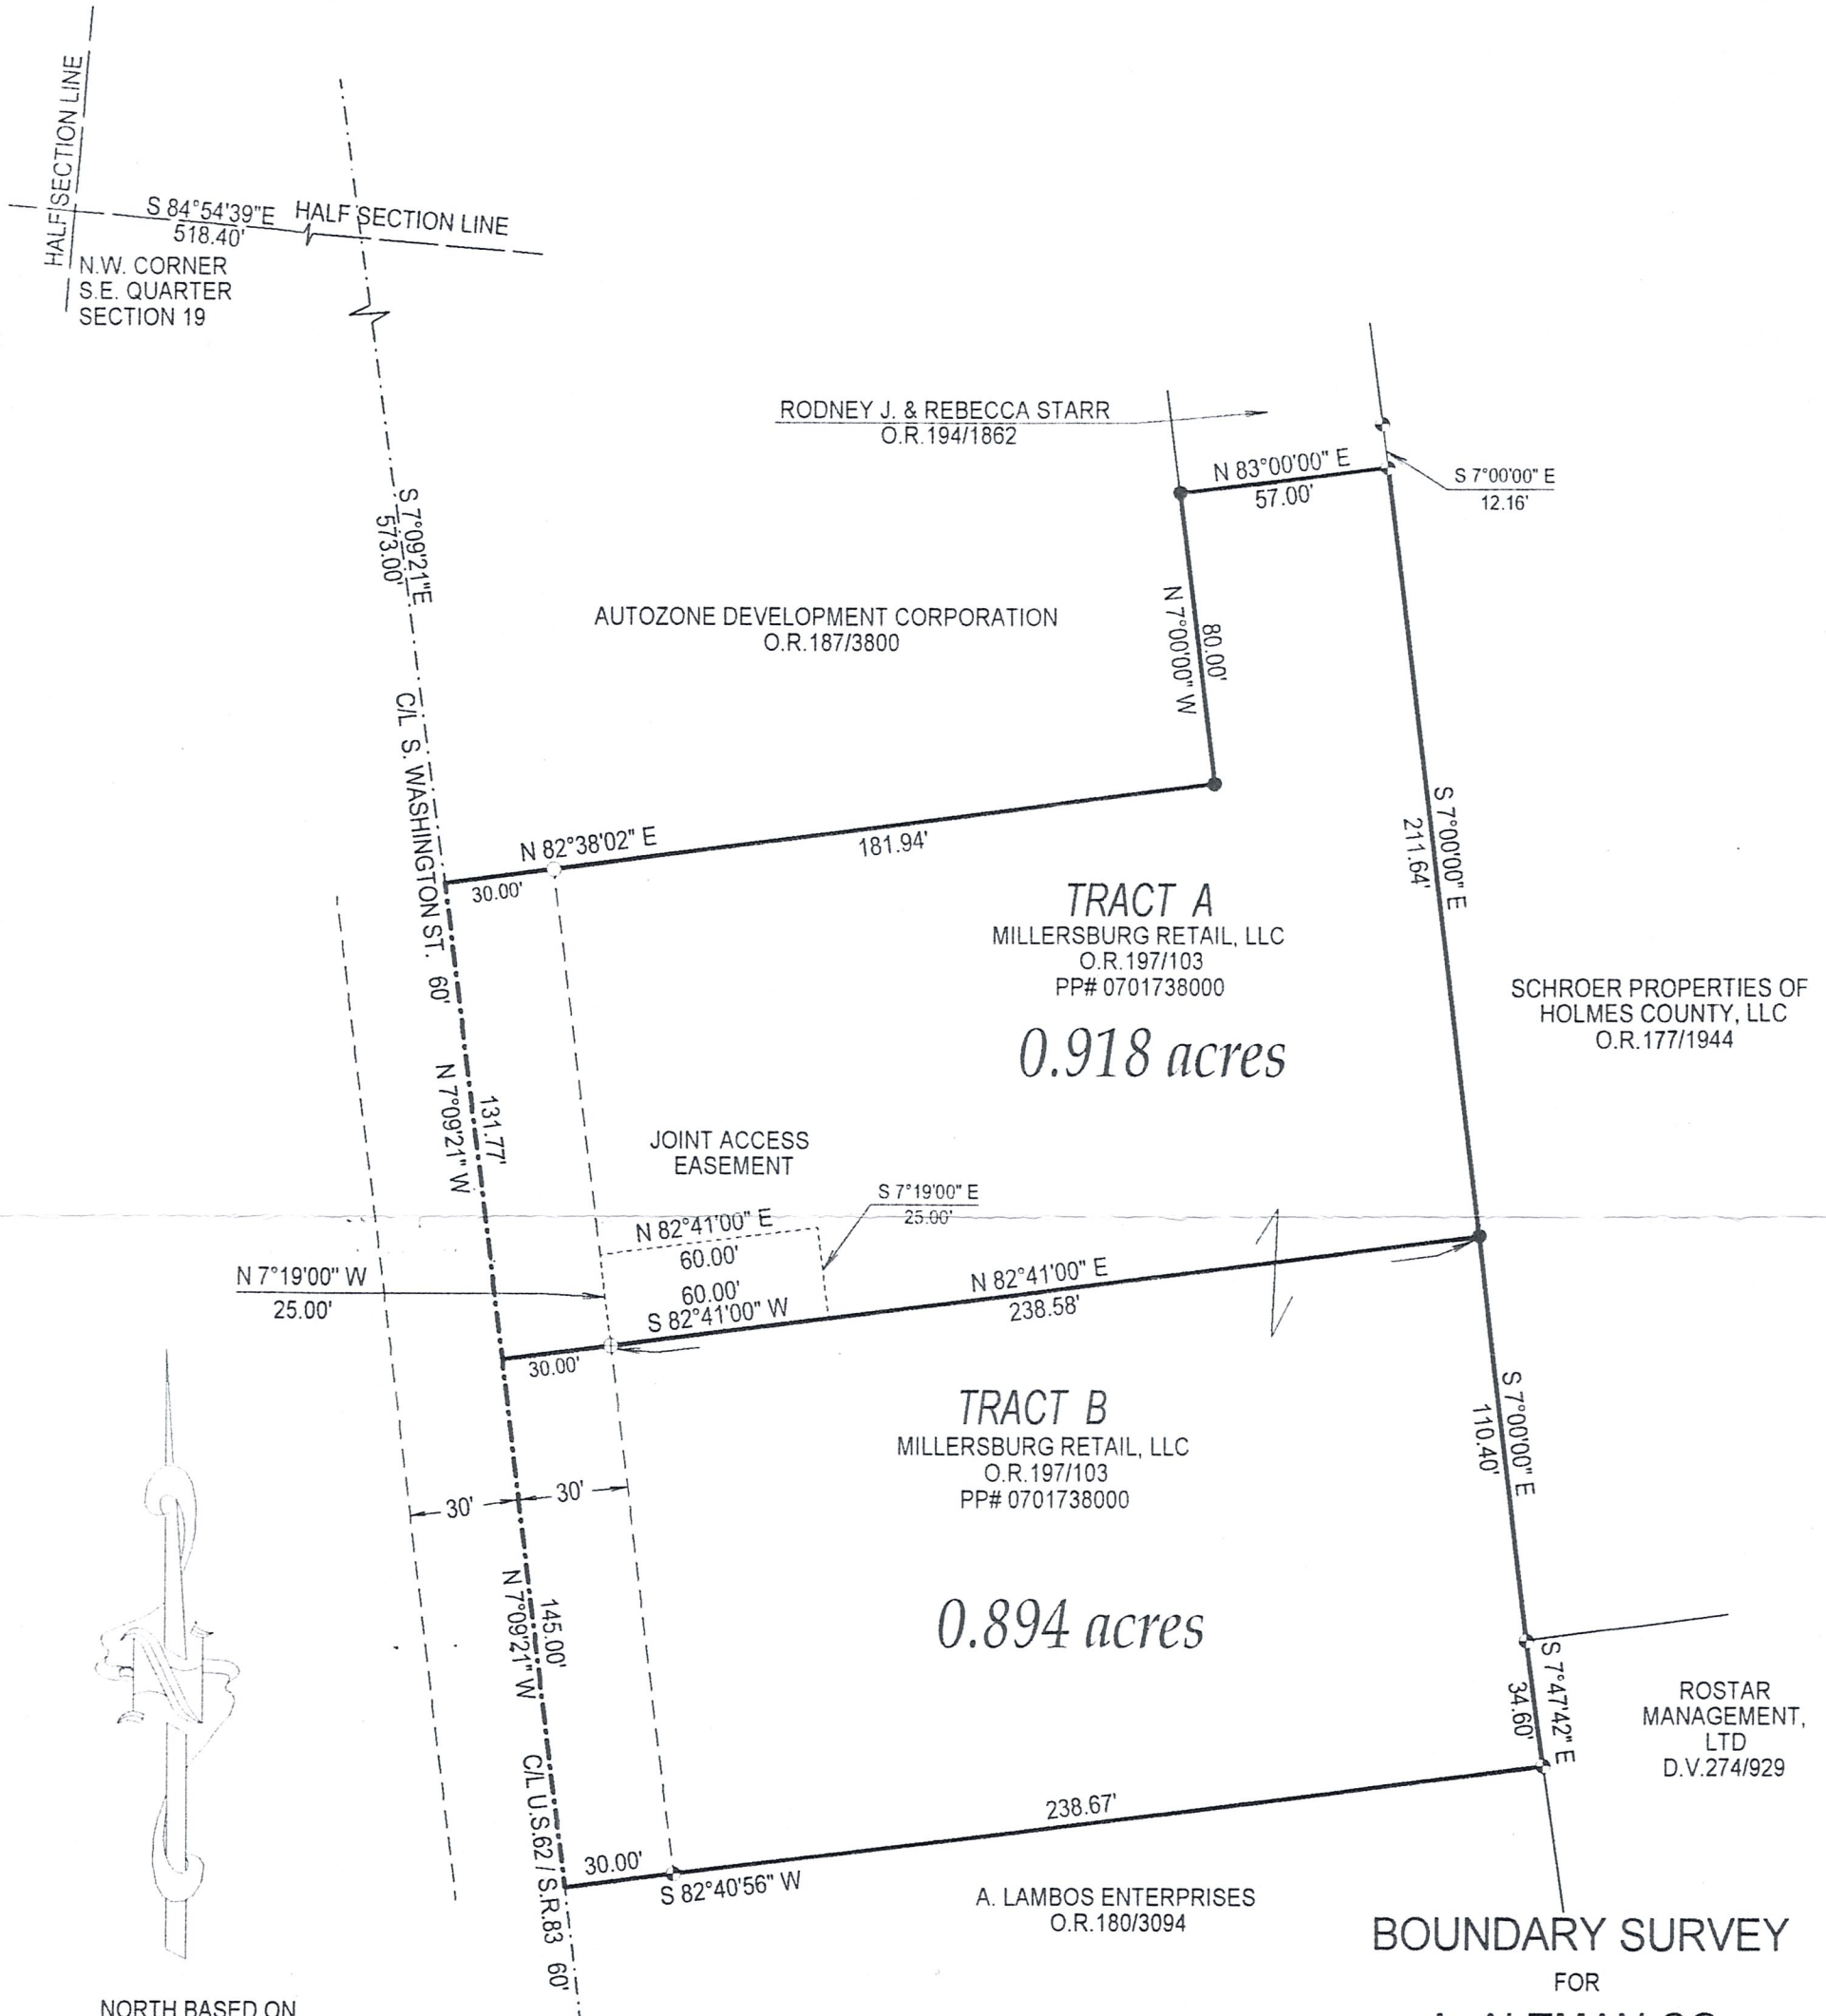 HALF SECTION LINE
S 84°54'39"E
518.40'
HALF SECTION LINE
N.W. CORNER
S.E. QUARTER
SECTION 19
RODNEY J. & REBECCA STARR
O.R.194/1862
N 83°00'00" E
57.00'
S 7°00'00" E
12.16'
S 7°09'21"E
573.00'
AUTOZONE DEVELOPMENT CORPORATION
O.R.187/3800
N 7°00'00" W
80.00'
C/L S. WASHINGTON ST. 60'
N 82°38'02" E
30.00'
181.94'
S 7°00'00" E
211.64'
TRACT A
MILLERSBURG RETAIL, LLC
O.R.197/103
PP# 0701738000
0.918 acres
SCHROER PROPERTIES OF
HOLMES COUNTY, LLC
O.R.177/1944
N 7°09'21" W
131.77'
JOINT ACCESS
EASEMENT
S 7°19'00" E
25.00'
N 82°41'00" E
60.00'
N 7°19'00" W
25.00'
60.00'
S 82°41'00" W
N 82°41'00" E
238.58'
30.00'
TRACT B
MILLERSBURG RETAIL, LLC
O.R.197/103
PP# 0701738000
0.894 acres
S 7°00'00" E
110.40'
30'
30'
N 7°09'21" W
145.00'
S 7°47'42" E
34.60'
ROSTAR
MANAGEMENT,
LTD
D.V.274/929
C/L U.S.62 / S.R.83 60'
238.67'
30.00'
S 82°40'56" W
A. LAMBOS ENTERPRISES
O.R.180/3094
N
BOUNDARY SURVEY
FOR
NORTH BASED ON